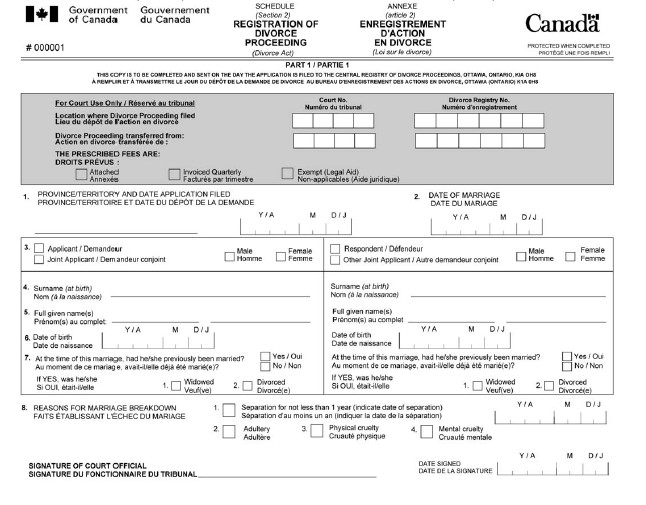 Government of Canada
Gouvernement du Canada
# 000001
SCHEDULE
(Section 2)
REGISTRATION OF
DIVORCE
PROCEEDING
(Divorce Act)
ANNEXE
(article 2)
ENREGISTREMENT
D'ACTION
EN DIVORCE
(Loi sur le divorce)
Canada
PROTECTED WHEN COMPLETED
PROTÉGÉ UNE FOIS REMPLI
PART 1 / PARTIE 1
THIS COPY IS TO BE COMPLETED AND SENT ON THE DAY THE APPLICATION IS FILED TO THE CENTRAL REGISTRY OF DIVORCE PROCEEDINGS, OTTAWA, ONTARIO, K1A 0H8
À REMPLIR ET À TRANSMETTRE LE JOUR DU DÉPÔT DE LA DEMANDE DE DIVORCE AU BUREAU D'ENREGISTREMENT DES ACTIONS EN DIVORCE, OTTAWA (ONTARIO) K1A 0H8
For Court Use Only / Réservé au tribunal
Court No.
Numéro du tribunal
Divorce Registry No.
Numéro d'enregistrement
Location where Divorce Proceeding filed
Lieu du dépôt de l'action en divorce
Divorce Proceeding transferred from:
Action en divorce transférée de :
THE PRESCRIBED FEES ARE:
DROITS PRÉVUS :
Attached
Annexés
Invoiced Quarterly
Facturés par trimestre
Exempt (Legal Aid)
Non-applicables (Aide juridique)
1. PROVINCE/TERRITORY AND DATE APPLICATION FILED
PROVINCE/TERRITOIRE ET DATE DU DÉPÔT DE LA DEMANDE
Y / A M D / J
2. DATE OF MARRIAGE
DATE DU MARIAGE
Y / A M D / J
3. Applicant / Demandeur
Joint Applicant / Demandeur conjoint
Male
Homme
Female
Femme
Respondent / Défendeur
Other Joint Applicant / Autre demandeur conjoint
Male
Homme
Female
Femme
4. Surname (at birth)
Nom (à la naissance)
Surname (at birth)
Nom (à la naissance)
5. Full given name(s)
Prénom(s) au complet
Full given name(s)
Prénom(s) au complet
Y / A M D / J
6. Date of birth
Date de naissance
Y / A M D / J
Date of birth
Date de naissance
7. At the time of this marriage, had he/she previously been married?
Au moment de ce mariage, avait-il/elle déjà été marié(e)?
Yes / Oui
No / Non
At the time of this marriage, had he/she previously been married?
Au moment de ce mariage, avait-il/elle déjà été marié(e)?
Yes / Oui
No / Non
If YES, was he/she
Si OUI, était-il/elle
1. Widowed
Veuf(ve)
2. Divorced
Divorcé(e)
If YES, was he/she
Si OUI, était-il/elle
1. Widowed
Veuf(ve)
2. Divorced
Divorcé(e)
8. REASONS FOR MARRIAGE BREAKDOWN
FAITS ÉTABLISSANT L'ÉCHEC DU MARIAGE
1. Separation for not less than 1 year (indicate date of separation)
Séparation d'au moins un an (indiquer la date de la séparation)
Y / A M D / J
2. Adultery
Adultère
3. Physical cruelty
Cruauté physique
4. Mental cruelty
Cruauté mentale
SIGNATURE OF COURT OFFICIAL
SIGNATURE DU FONCTIONNAIRE DU TRIBUNAL
DATE SIGNED
DATE DE LA SIGNATURE
Y / A M D / J